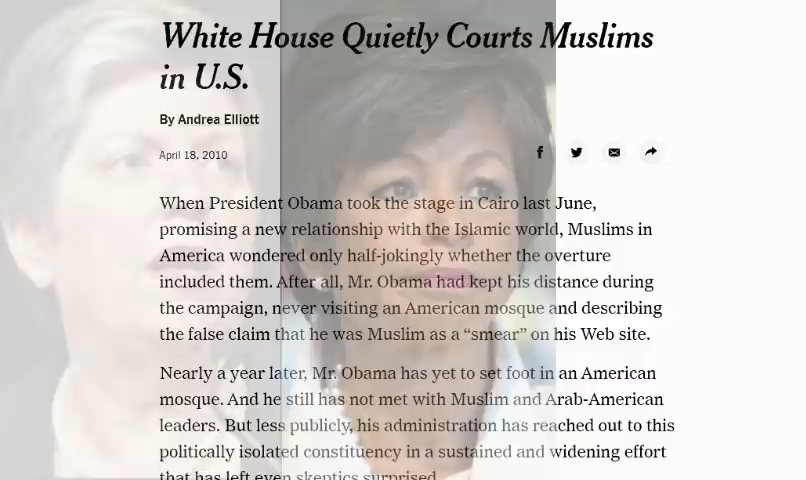 White House Quietly Courts Muslims
in U.S.
By Andrea Elliott
April 18, 2010
When President Obama took the stage in Cairo last June,
promising a new relationship with the Islamic world, Muslims in
America wondered only half-jokingly whether the overture
included them. After all, Mr. Obama had kept his distance during
the campaign, never visiting an American mosque and describing
the false claim that he was Muslim as a “smear” on his Web site.
Nearly a year later, Mr. Obama has yet to set foot in an American
mosque. And he still has not met with Muslim and Arab-American
leaders. But less publicly, his administration has reached out to this
politically isolated constituency in a sustained and widening effort
that has left even skeptics surprised.